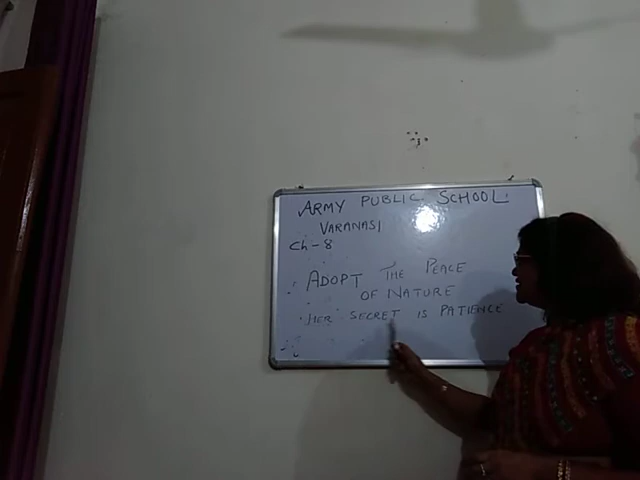 ARMY PUBLIC SCHOOL
VARANASI
Ch-8
ADOPT THE PEACE
OF NATURE
HER SECRET IS PATIENCE